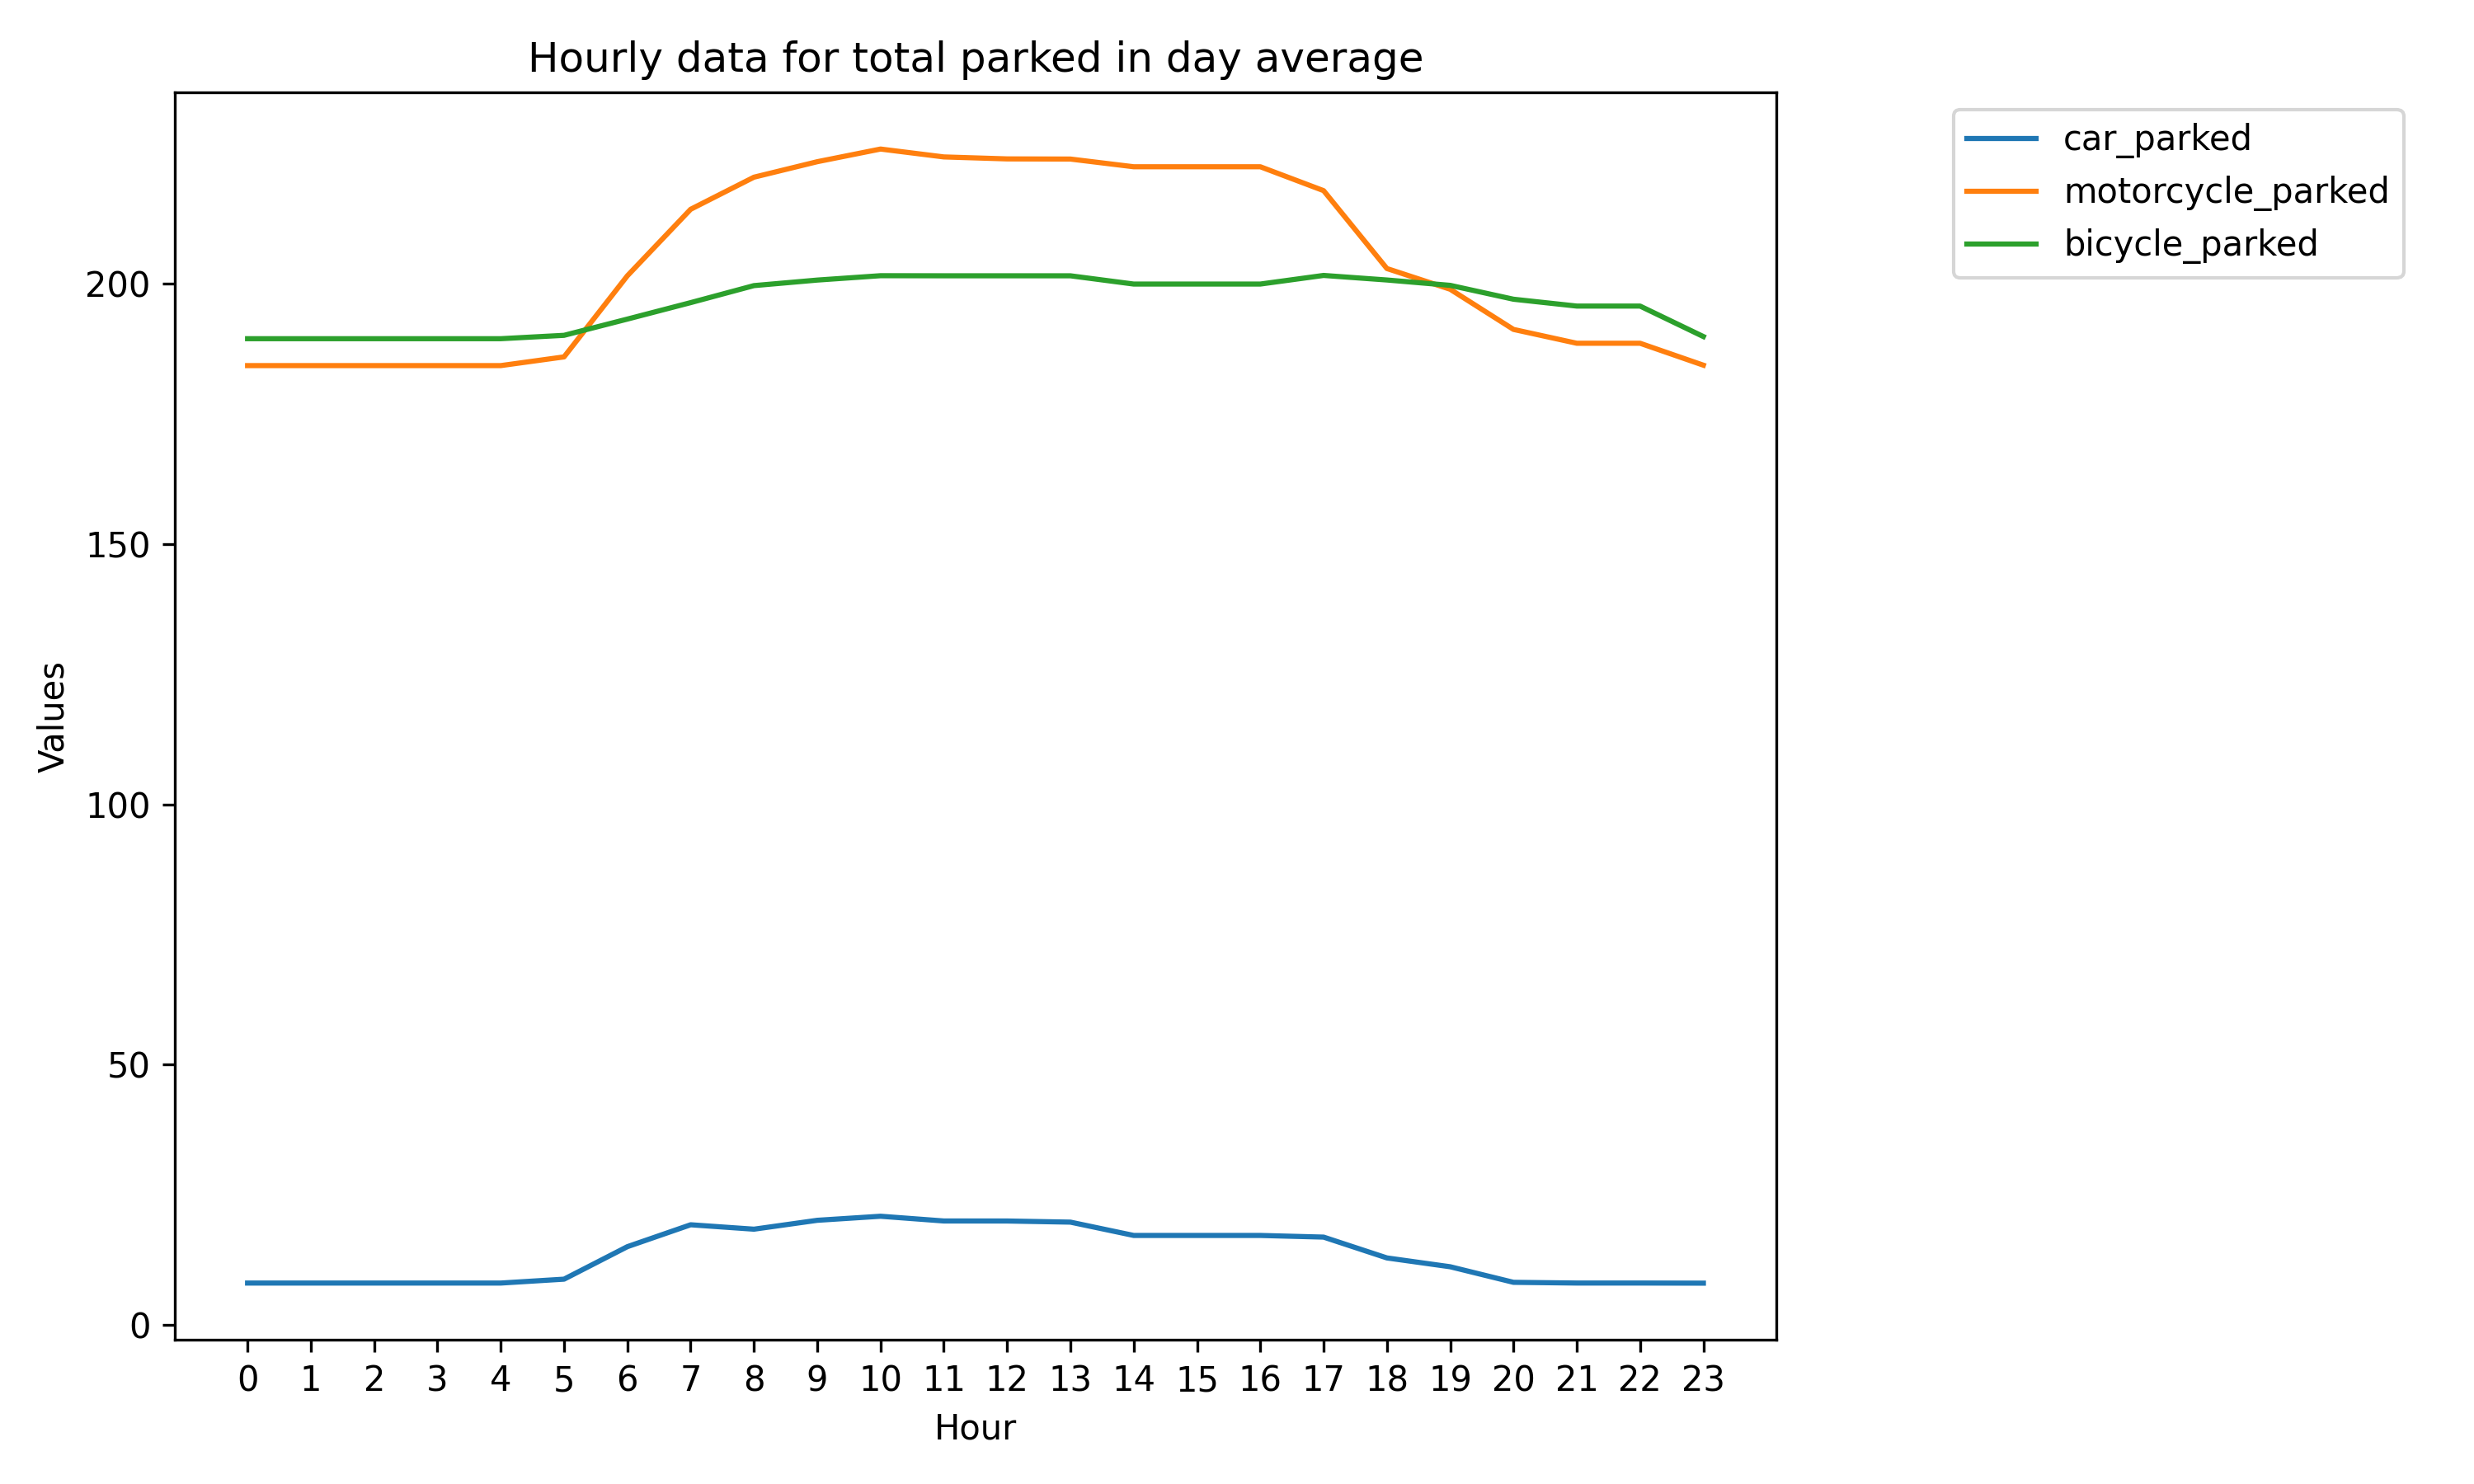 Hourly data for total parked in day average
car_parked
motorcycle_parked
bicycle_parked
200
150
100
50
0
Values
0 1 2 3 4 5 6 7 8 9 10 11 12 13 14 15 16 17 18 19 20 21 22 23
Hour